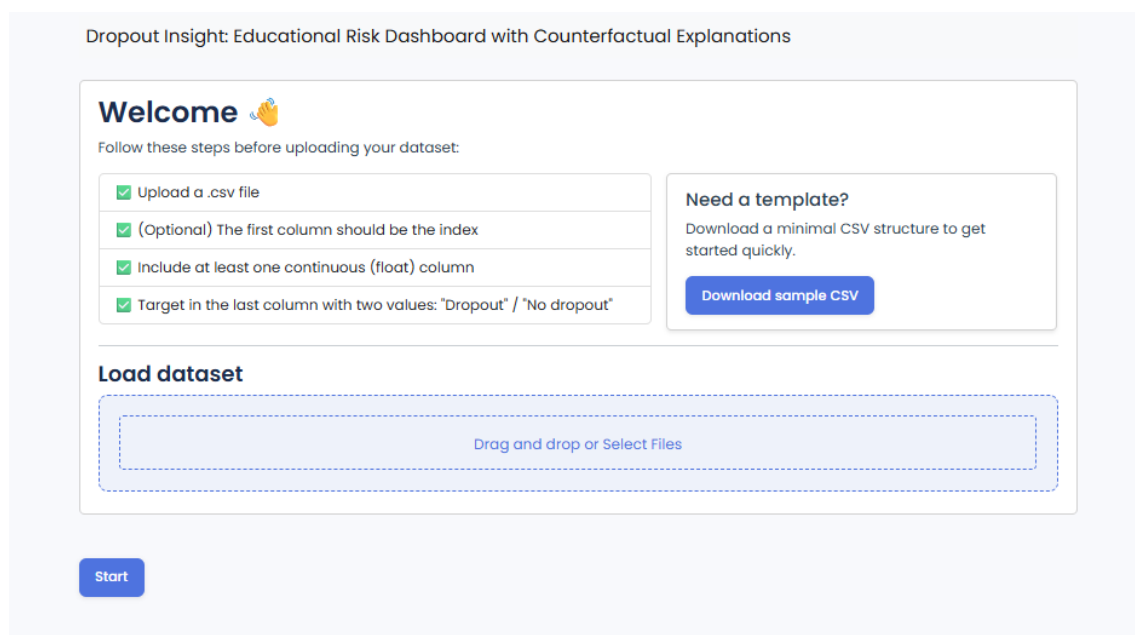 Dropout Insight: Educational Risk Dashboard with Counterfactual Explanations
Welcome 👋
Follow these steps before uploading your dataset:
✅ Upload a .csv file
✅ (Optional) The first column should be the index
✅ Include at least one continuous (float) column
✅ Target in the last column with two values: "Dropout" / "No dropout"
Need a template?
Download a minimal CSV structure to get
started quickly.
Download sample CSV
Load dataset
Drag and drop or Select Files
Start